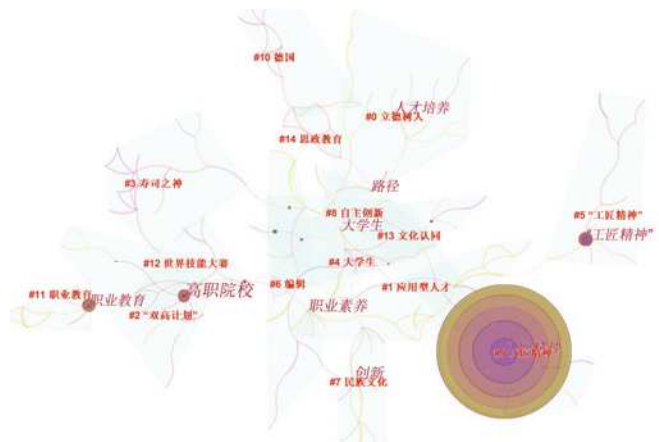 #10 德国
人才培养
#0 立德树人
#14 思政教育
#3 寿司之神
路径
#8 自主创新
大学生
#5 “工匠精神”
#13 文化认同
“工匠精神”
#12 世界技能大赛
#4 大学生
#11 职业教育
职业教育
高职院校
#6 编辑
#1 应用型人才
#2 “双高计划”
职业素养
创新
#7 民族文化